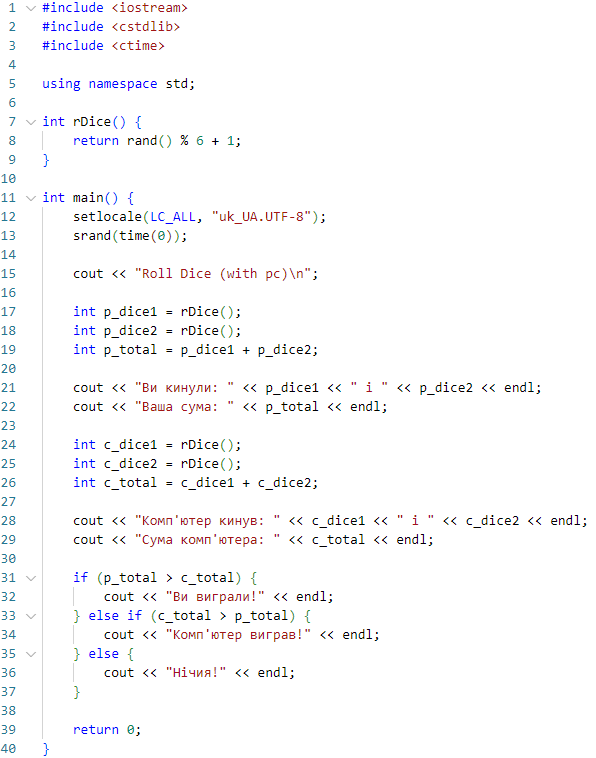 1 #include <iostream>
2 #include <cstdlib>
3 #include <ctime>
4
5 using namespace std;
6
7 int rDice() {
8     return rand() % 6 + 1;
9 }
10
11 int main() {
12     setlocale(LC_ALL, "uk_UA.UTF-8");
13     srand(time(0));
14
15     cout << "Roll Dice (with pc)\n";
16
17     int p_dice1 = rDice();
18     int p_dice2 = rDice();
19     int p_total = p_dice1 + p_dice2;
20
21     cout << "Ви кинули: " << p_dice1 << " і " << p_dice2 << endl;
22     cout << "Ваша сума: " << p_total << endl;
23
24     int c_dice1 = rDice();
25     int c_dice2 = rDice();
26     int c_total = c_dice1 + c_dice2;
27
28     cout << "Комп'ютер кинув: " << c_dice1 << " і " << c_dice2 << endl;
29     cout << "Сума комп'ютера: " << c_total << endl;
30
31     if (p_total > c_total) {
32         cout << "Ви виграли!" << endl;
33     } else if (c_total > p_total) {
34         cout << "Комп'ютер виграв!" << endl;
35     } else {
36         cout << "Нічия!" << endl;
37     }
38
39     return 0;
40 }